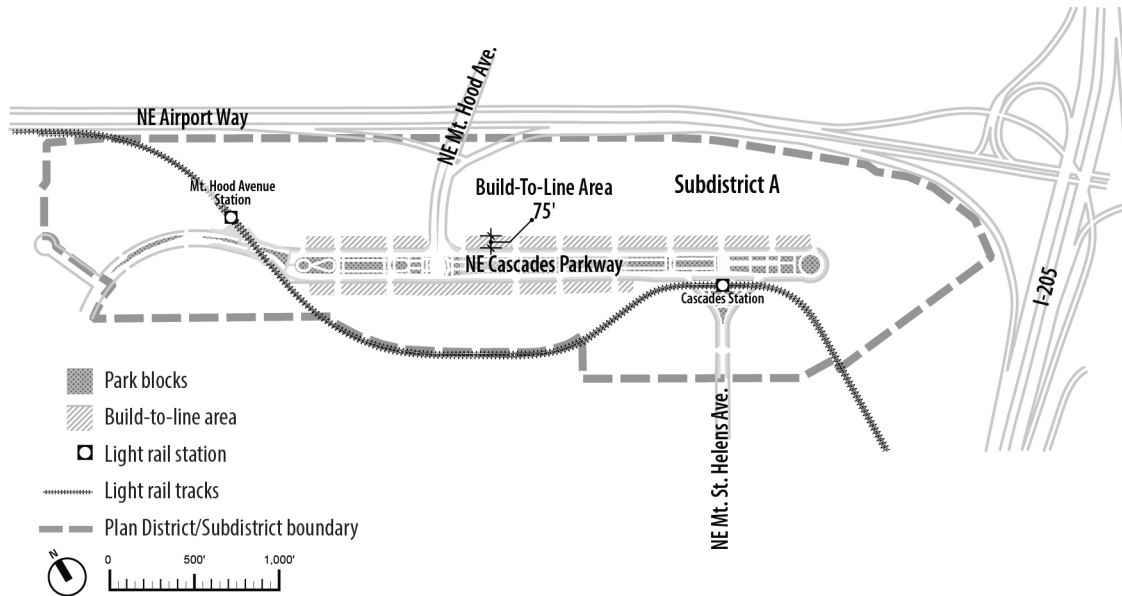 NE Airport Way
NE Mt. Hood Ave.
Mt. Hood Avenue
Station
Build-To-Line Area
75'
Subdistrict A
NE Cascades Parkway
Cascades Station
I-205
NE Mt. St. Helens Ave.
Park blocks
Build-to-line area
Light rail station
Light rail tracks
Plan District/Subdistrict boundary
N
0 500' 1,000'